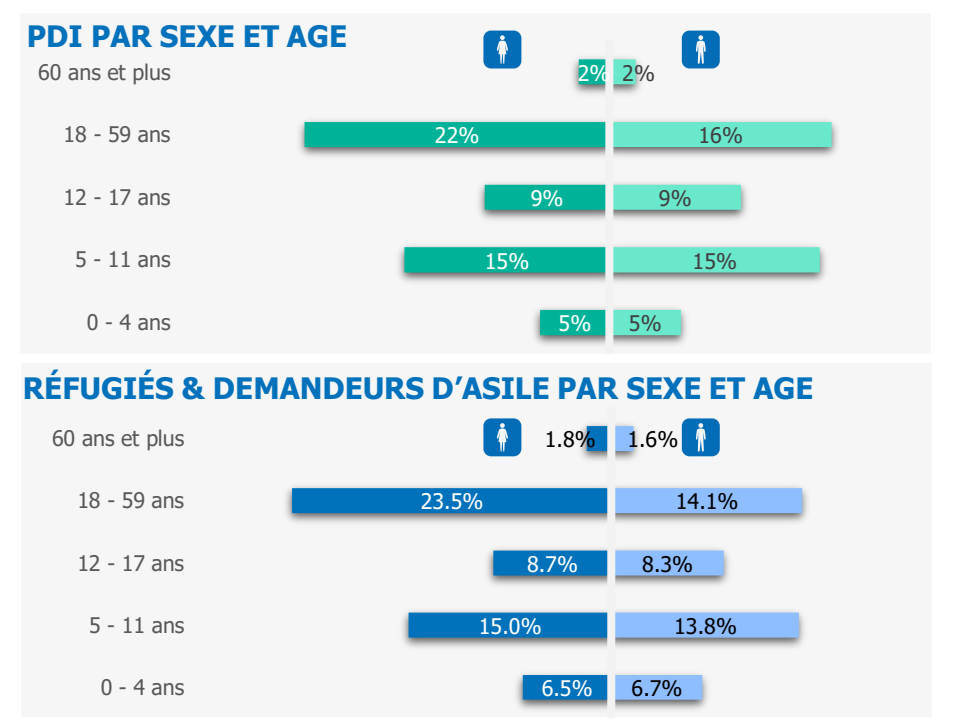 PDI PAR SEXE ET AGE
60 ans et plus 2% 2%
18 - 59 ans 22% 16%
12 - 17 ans 9% 9%
5 - 11 ans 15% 15%
0 - 4 ans 5% 5%
RÉFUGIÉS & DEMANDEURS D’ASILE PAR SEXE ET AGE
60 ans et plus 1.8% 1.6%
18 - 59 ans 23.5% 14.1%
12 - 17 ans 8.7% 8.3%
5 - 11 ans 15.0% 13.8%
0 - 4 ans 6.5% 6.7%